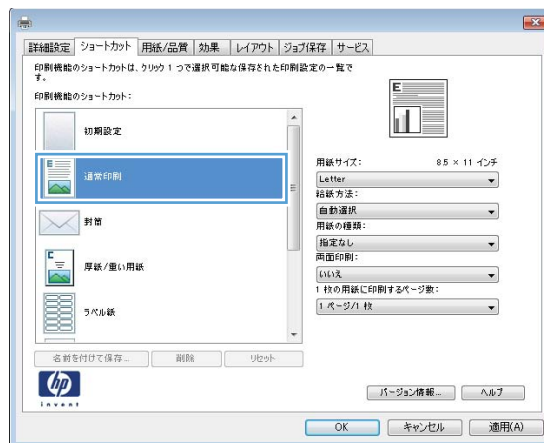 詳細設定 ショートカット 用紙/品質 効果 レイアウト ジョブ保存 サービス
印刷機能のショートカットは、クリック 1 つで選択可能な保存された印刷設定の一覧で
す。
印刷機能のショートカット:
初期設定
通常印刷
封筒
厚紙/重い用紙
ラベル紙
名前を付けて保存... 削除 リセット
E
用紙サイズ: 8.5 × 11 インチ
Letter
給紙方法:
自動選択
用紙の種類:
指定なし
両面印刷:
いいえ
1 枚の用紙に印刷するページ数:
1 ページ/1 枚
hp
invent
バージョン情報... ヘルプ
OK キャンセル 適用(A)